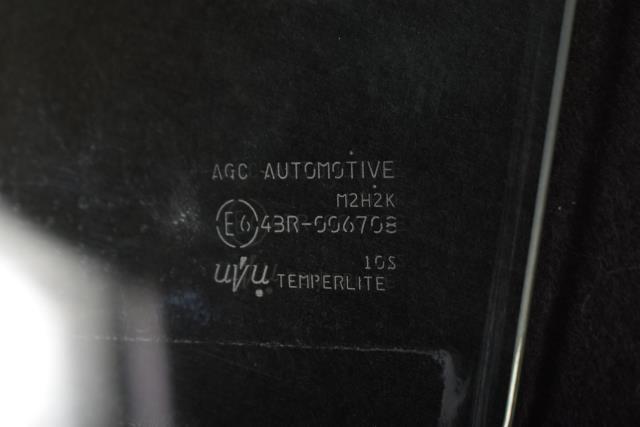 AGC AUTOMOTIVE
M2H2K
E6 43R-006708
10S
TEMPERLITE